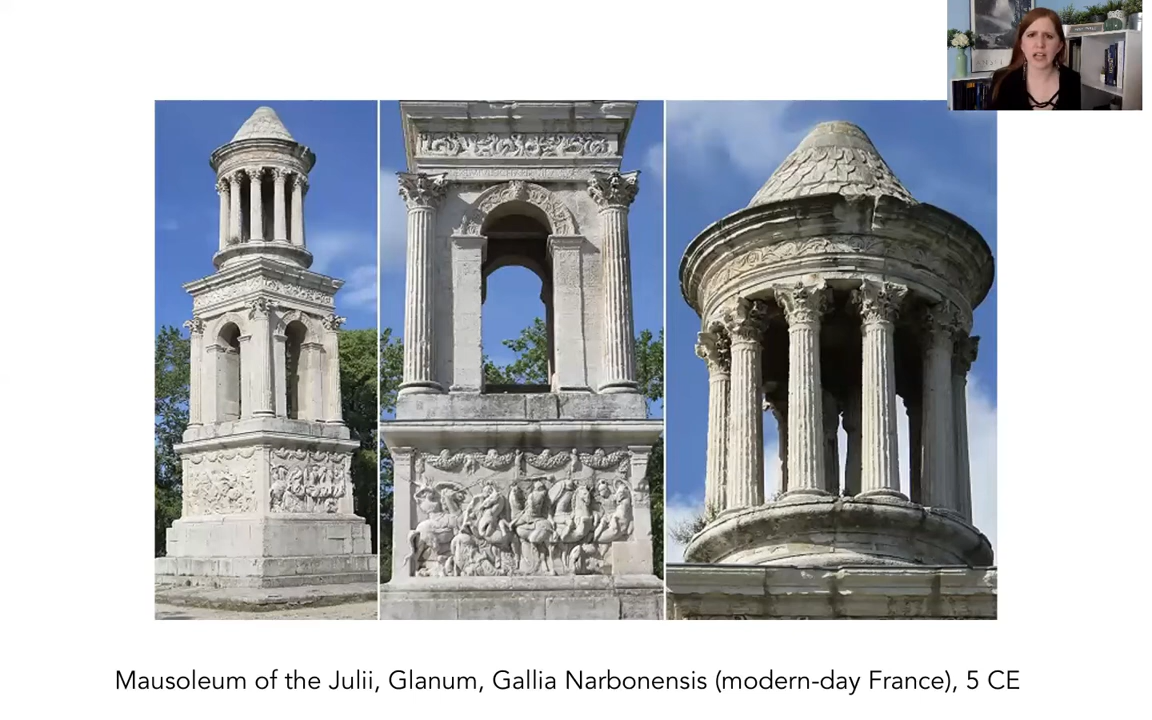 Mausoleum of the Julii, Glanum, Gallia Narbonensis (modern-day France), 5 CE